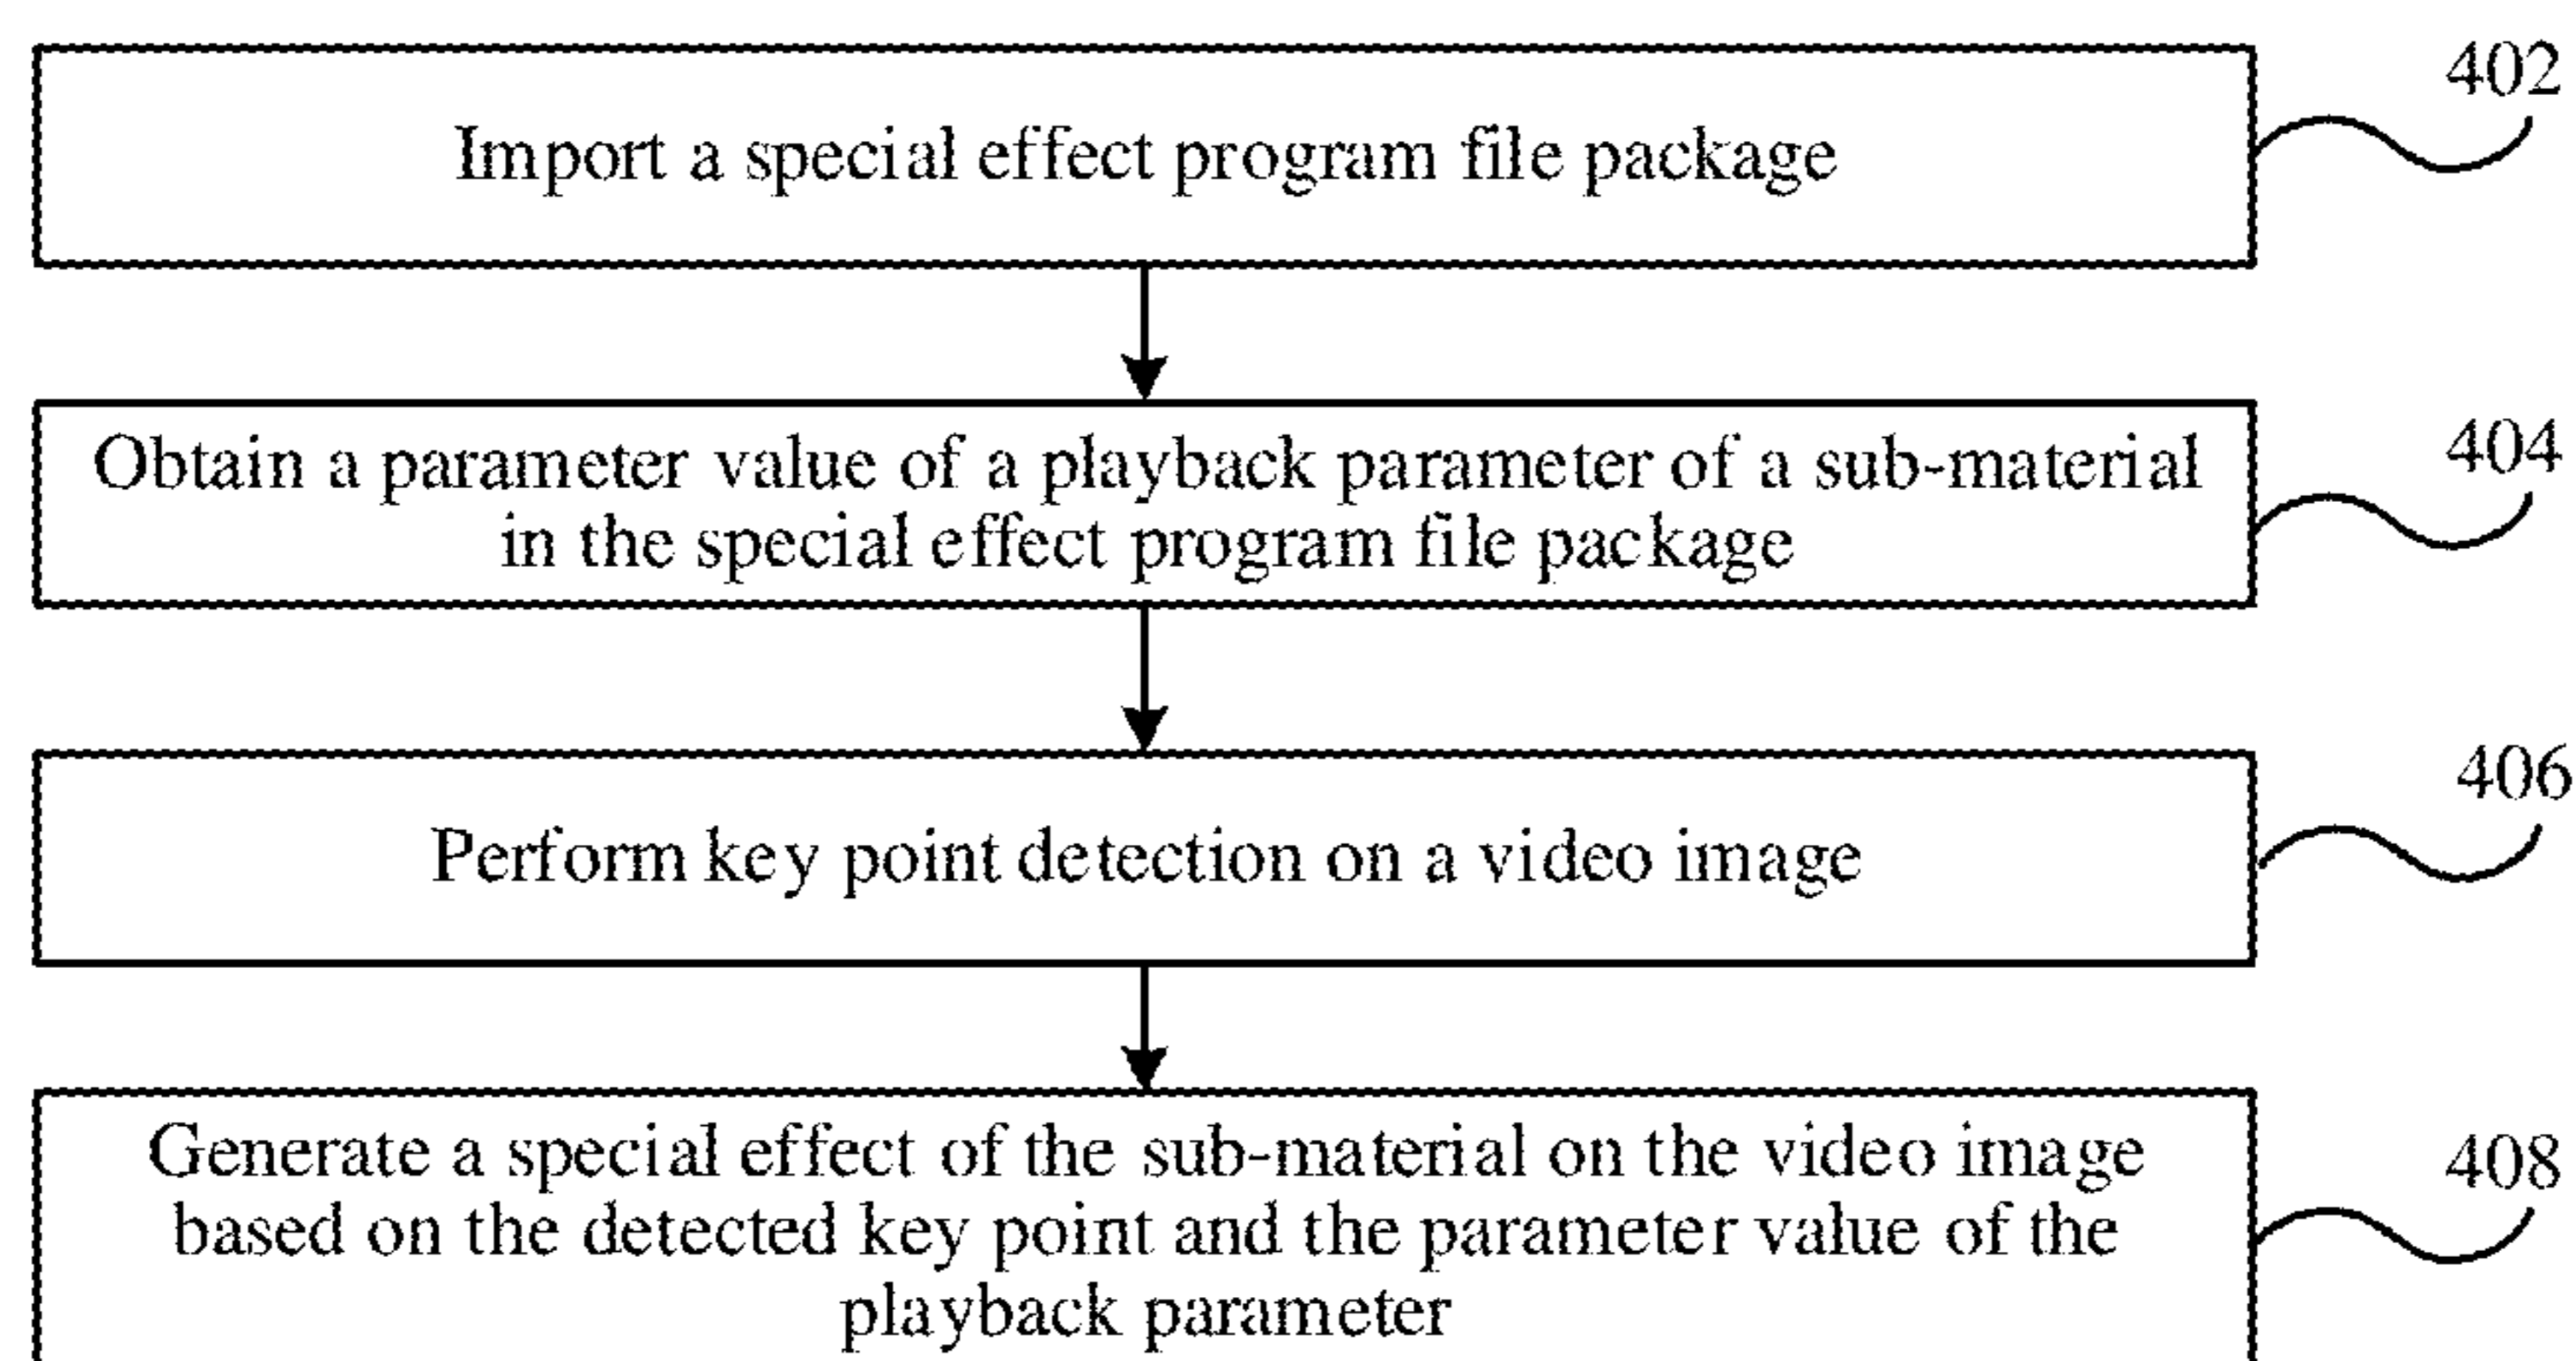 402
Import a special effect program file package
404
Obtain a parameter value of a playback parameter of a sub-material
in the special effect program file package
406
Perform key point detection on a video image
408
Generate a special effect of the sub-material on the video image
based on the detected key point and the parameter value of the
playback parameter